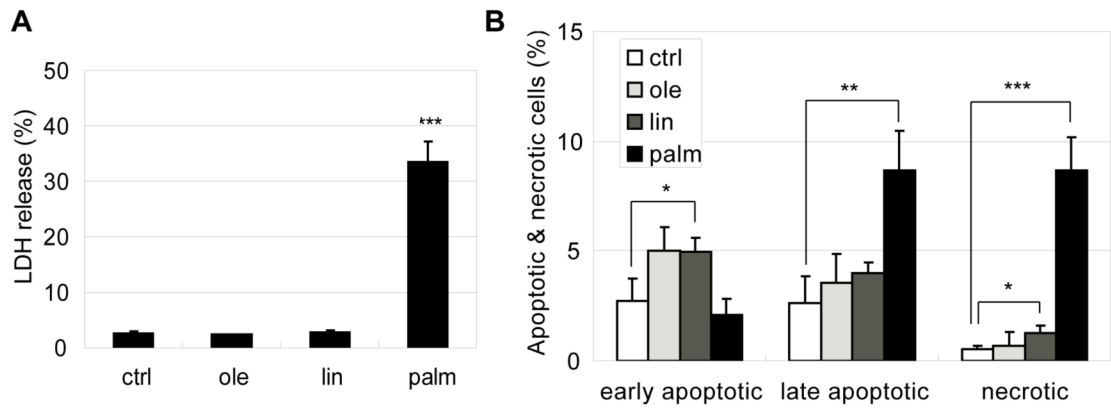 A
LDH release (%)
50
40
30
20
10
0
***
ctrl
ole
lin
palm
B
Apoptotic & necrotic cells (%)
15
10
5
0
ctrl
ole
lin
palm
*
**
***
*
early apoptotic
late apoptotic
necrotic